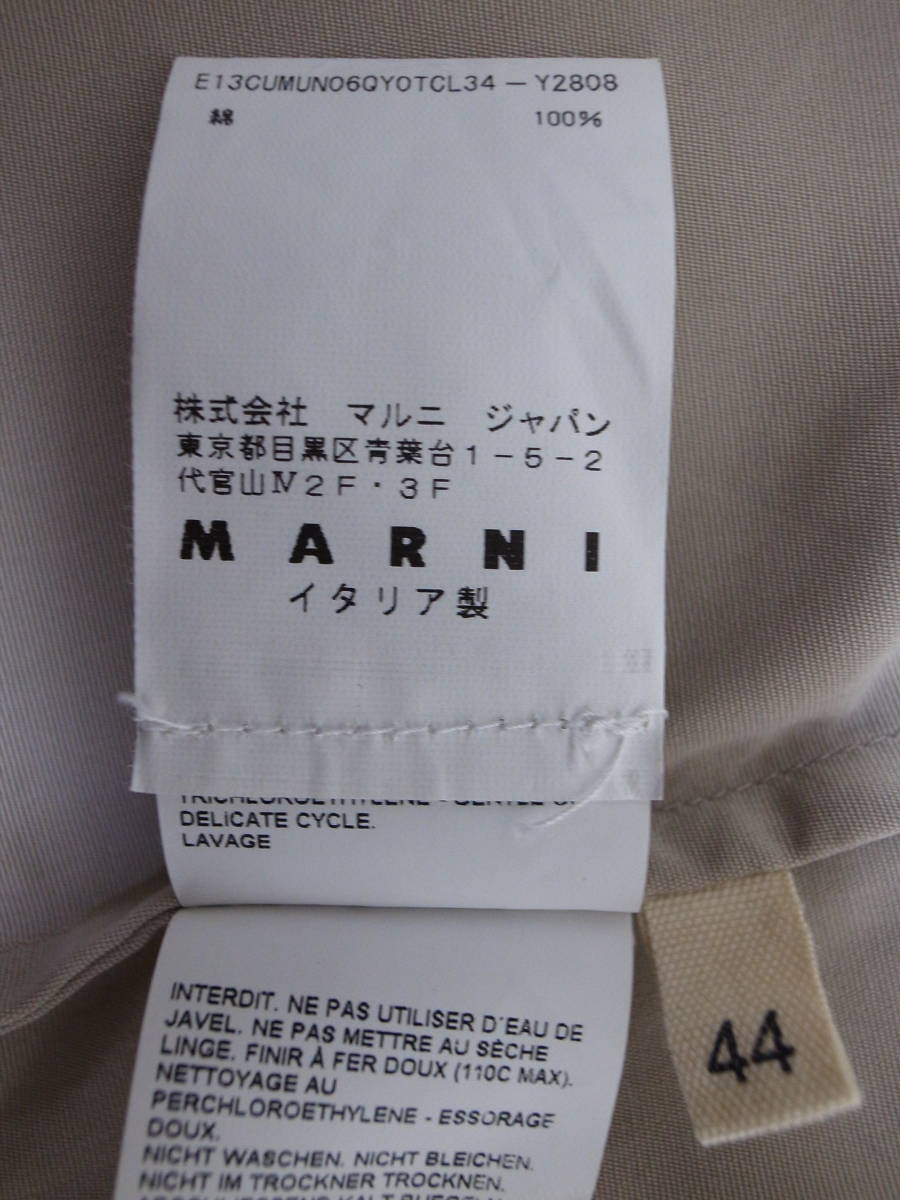 E13CUMUN06QY0TCL34 — Y2808
綿 100%
株式会社 マルニ ジャパン
東京都目黒区青葉台1-5-2
代官山Ⅳ2F・3F
MARNI
イタリア製
DELICATE CYCLE.
LAVAGE
INTERDIT. NE PAS UTILISER D'EAU DE
JAVEL. NE PAS METTRE AU SÈCHE
LINGE. FINIR À FER DOUX (110C MAX).
NETTOYAGE AU
PERCHLOROETHYLENE - ESSORAGE
DOUX.
NICHT WASCHEN. NICHT BLEICHEN.
NICHT IM TROCKNER TROCKNEN.
44